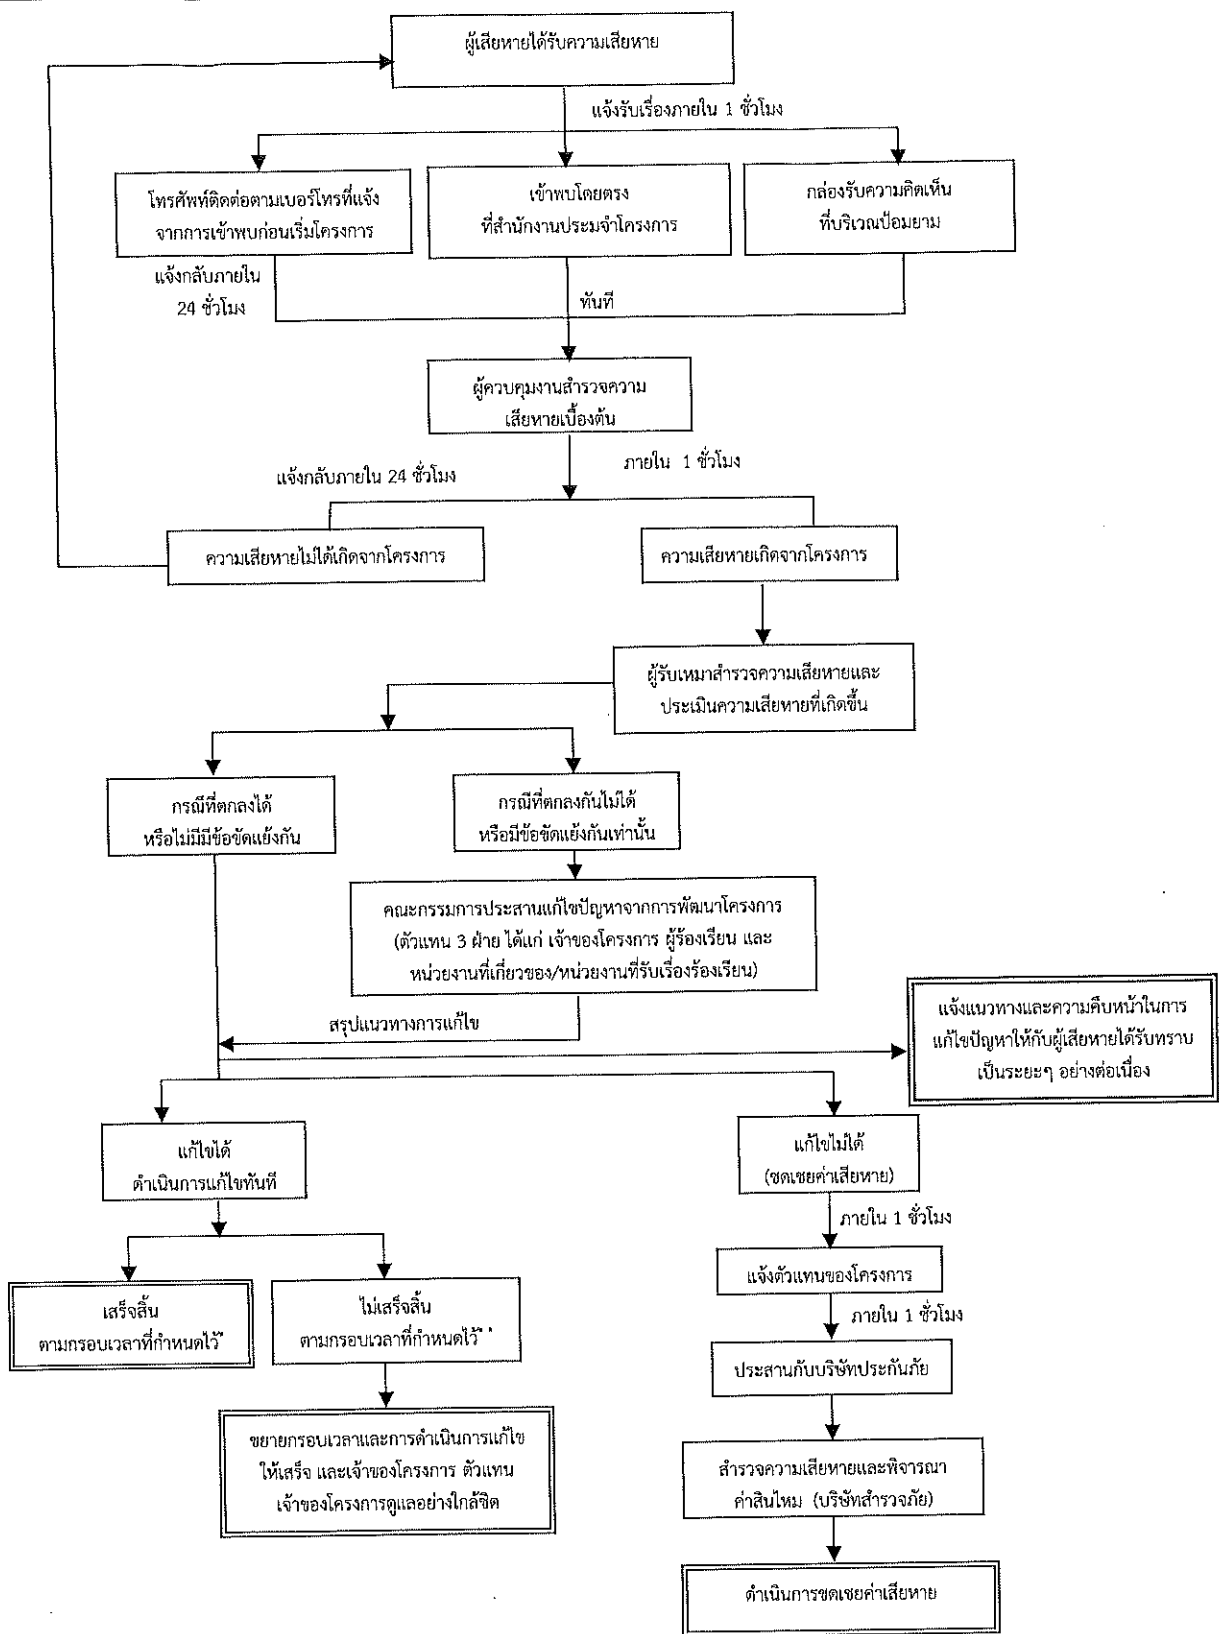 ผู้เสียหายได้รับความเสียหาย
แจ้งรับเรื่องภายใน 1 ชั่วโมง
โทรศัพท์ติดต่อตามเบอร์โทรที่แจ้ง
จากการเข้าพบก่อนเริ่มโครงการ
เข้าพบโดยตรง
ที่สำนักงานประมจำโครงการ
กล่องรับความคิดเห็น
ที่บริเวณป้อมยาม
แจ้งกลับภายใน
24 ชั่วโมง
ทันที
ผู้ควบคุมงานสำรวจความ
เสียหายเบื้องต้น
แจ้งกลับภายใน 24 ชั่วโมง
ภายใน 1 ชั่วโมง
ความเสียหายไม่ได้เกิดจากโครงการ
ความเสียหายเกิดจากโครงการ
ผู้รับเหมาสำรวจความเสียหายและ
ประเมินความเสียหายที่เกิดขึ้น
กรณีที่ตกลงได้
หรือไม่มีมีข้อขัดแย้งกัน
กรณีที่ตกลงกันไม่ได้
หรือมีข้อขัดแย้งกันเท่านั้น
คณะกรรมการประสานแก้ไขปัญหาจากการพัฒนาโครงการ
(ตัวแทน 3 ฝ่าย ได้แก่ เจ้าของโครงการ ผู้ร้องเรียน และ
หน่วยงานที่เกี่ยวของ/หน่วยงานที่รับเรื่องร้องเรียน)
สรุปแนวทางการแก้ไข
แจ้งแนวทางและความคืบหน้าในการ
แก้ไขปัญหาให้กับผู้เสียหายได้รับทราบ
เป็นระยะๆ อย่างต่อเนื่อง
แก้ไขได้
ดำเนินการแก้ไขทันที
แก้ไขไม่ได้
(ชดเชยค่าเสียหาย)
ภายใน 1 ชั่วโมง
แจ้งตัวแทนของโครงการ
ภายใน 1 ชั่วโมง
เสร็จสิ้น
ตามกรอบเวลาที่กำหนดไว้*
ไม่เสร็จสิ้น
ตามกรอบเวลาที่กำหนดไว้**
ประสานกับบริษัทประกันภัย
ขยายกรอบเวลาและการดำเนินการแก้ไข
ให้เสร็จ และเจ้าของโครงการ ตัวแทน
เจ้าของโครงการดูแลอย่างใกล้ชิด
สำรวจความเสียหายและพิจารณา
ค่าสินไหม (บริษัทสำรวจภัย)
ดำเนินการชดเชยค่าเสียหาย